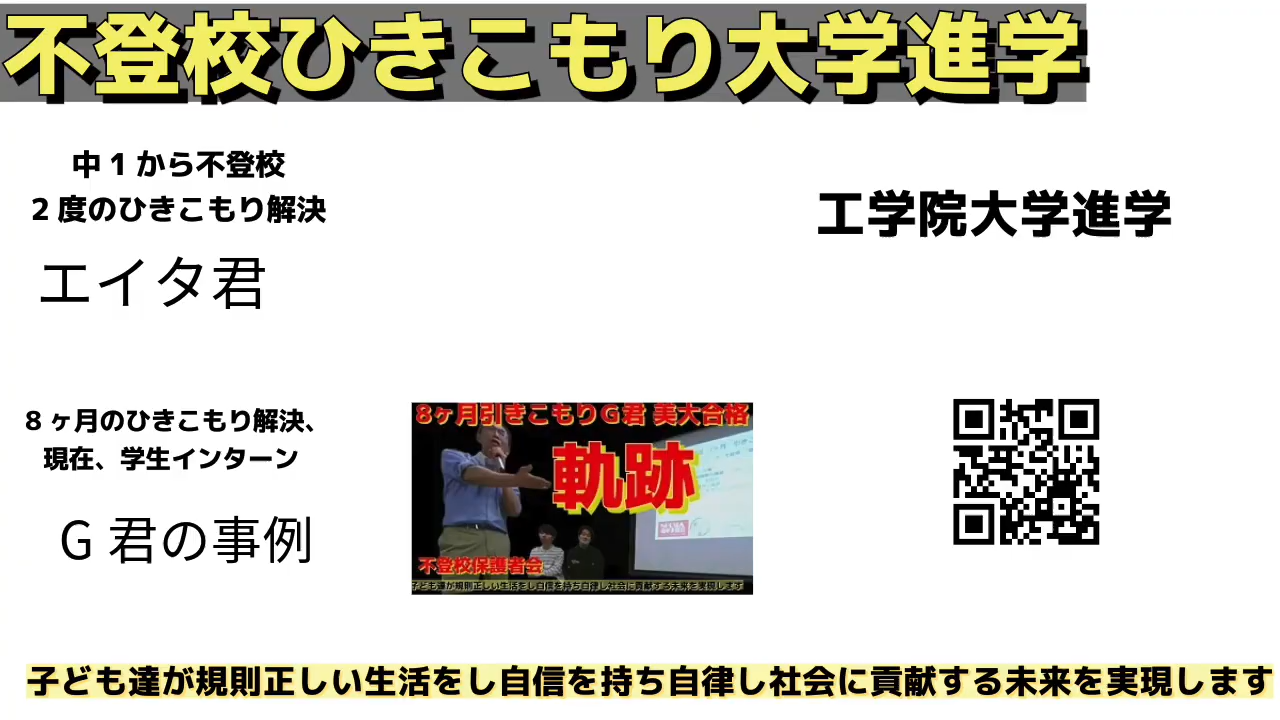 不登校ひきこもり大学進学
中１から不登校
２度のひきこもり解決
エイタ君
工学院大学進学
８ヶ月のひきこもり解決、
現在、学生インターン
G 君の事例
8ヶ月引きこもりG君 美大合格
軌跡
不登校保護者会
子ども達が規則正しい生活をし自信を持ち自律し社会に貢献する未来を実現します
子ども達が規則正しい生活をし自信を持ち自律し社会に貢献する未来を実現します